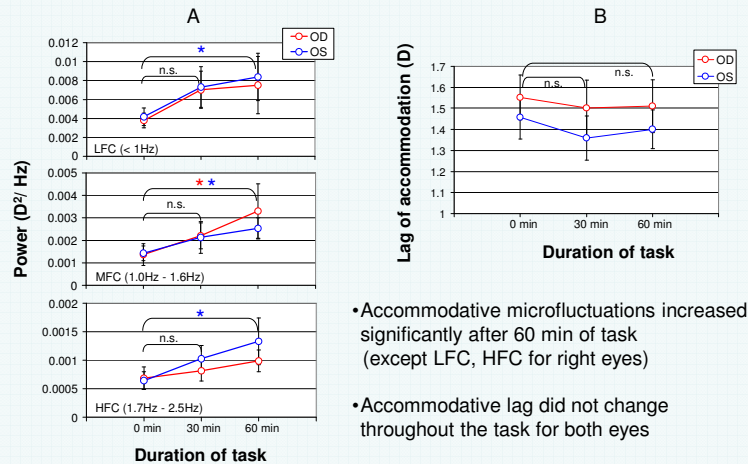 A
OD
OS
0.012
0.01
0.008
0.006
0.004
0.002
0
*
n.s.
LFC (< 1Hz)
0.005
0.004
0.003
0.002
0.001
0
* *
n.s.
MFC (1.0Hz - 1.6Hz)
0.002
0.0015
0.001
0.0005
0
*
n.s.
HFC (1.7Hz - 2.5Hz)
Power (D²/ Hz)
0 min 30 min 60 min
Duration of task
B
OD
OS
1.7
1.6
1.5
1.4
1.3
1.2
1.1
1
n.s.
n.s.
Lag of accommodation (D)
0 min 30 min 60 min
Duration of task
•Accommodative microfluctuations increased
significantly after 60 min of task
(except LFC, HFC for right eyes)
•Accommodative lag did not change
throughout the task for both eyes